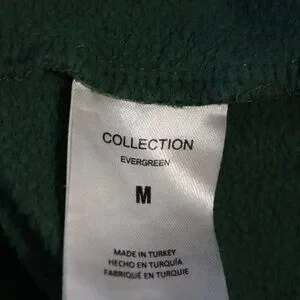 COLLECTION
EVERGREEN
M
MADE IN TURKEY
HECHO EN TURQUÍA
FABRIQUÉ EN TURQUIE